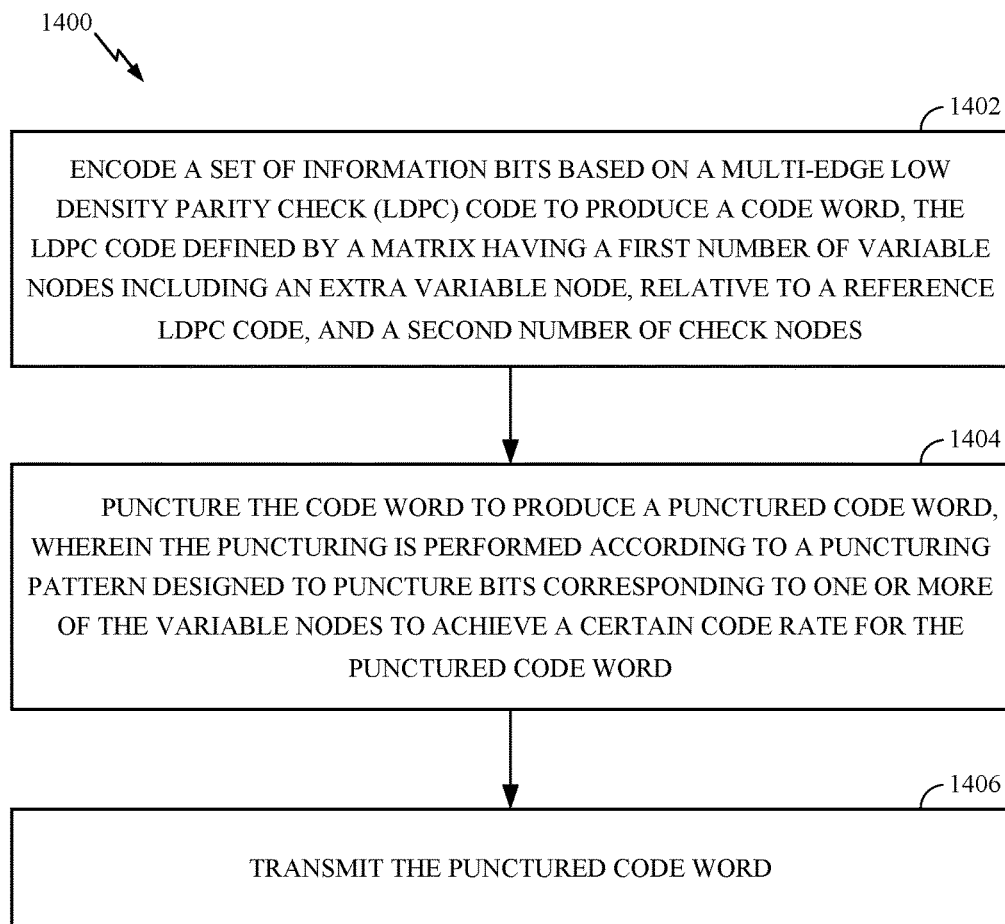 1400
1402
ENCODE A SET OF INFORMATION BITS BASED ON A MULTI-EDGE LOW
DENSITY PARITY CHECK (LDPC) CODE TO PRODUCE A CODE WORD, THE
LDPC CODE DEFINED BY A MATRIX HAVING A FIRST NUMBER OF VARIABLE
NODES INCLUDING AN EXTRA VARIABLE NODE, RELATIVE TO A REFERENCE
LDPC CODE, AND A SECOND NUMBER OF CHECK NODES
1404
PUNCTURE THE CODE WORD TO PRODUCE A PUNCTURED CODE WORD,
WHEREIN THE PUNCTURING IS PERFORMED ACCORDING TO A PUNCTURING
PATTERN DESIGNED TO PUNCTURE BITS CORRESPONDING TO ONE OR MORE
OF THE VARIABLE NODES TO ACHIEVE A CERTAIN CODE RATE FOR THE
PUNCTURED CODE WORD
1406
TRANSMIT THE PUNCTURED CODE WORD